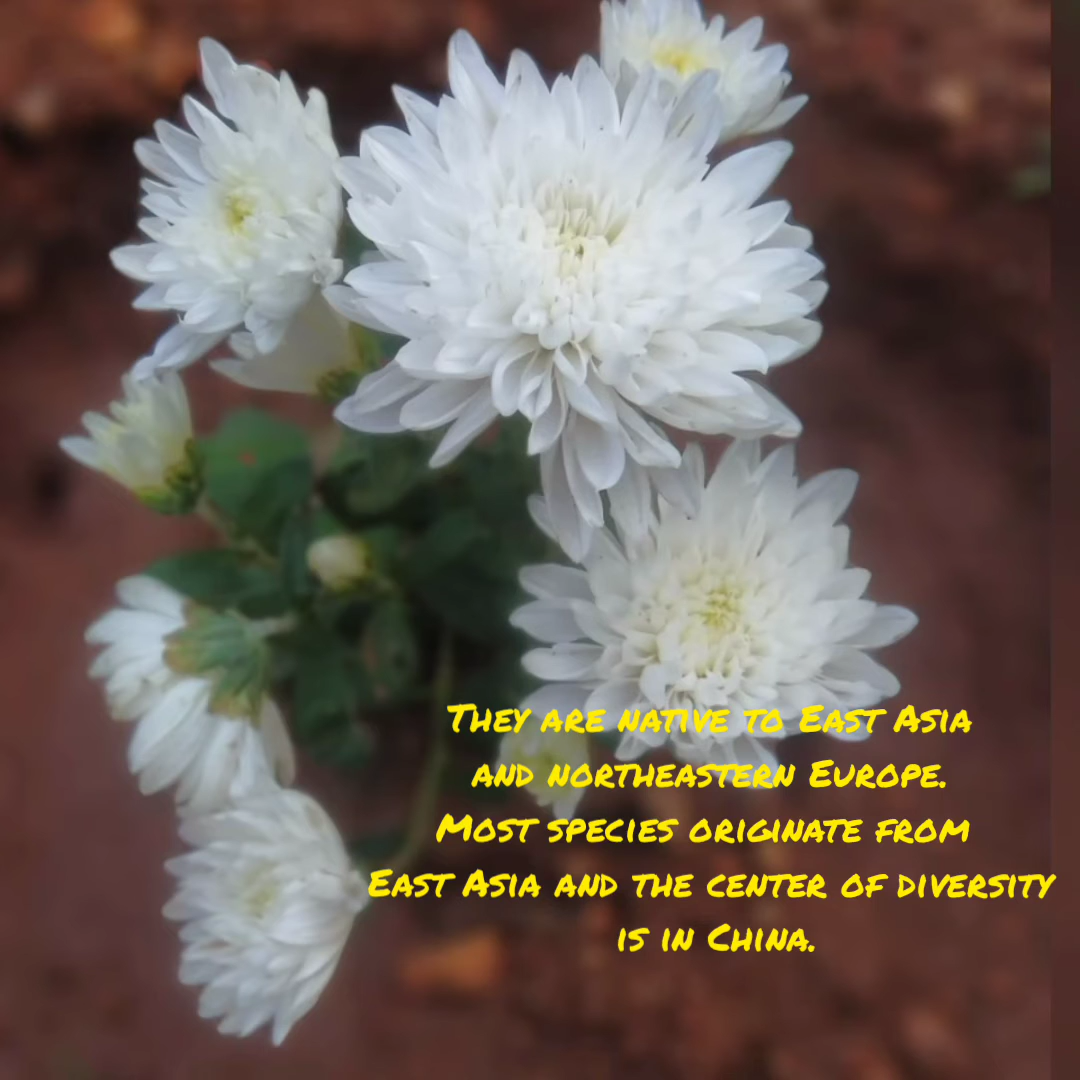 They are native to East Asia
and northeastern Europe.
Most species originate from
East Asia and the center of diversity
is in China.